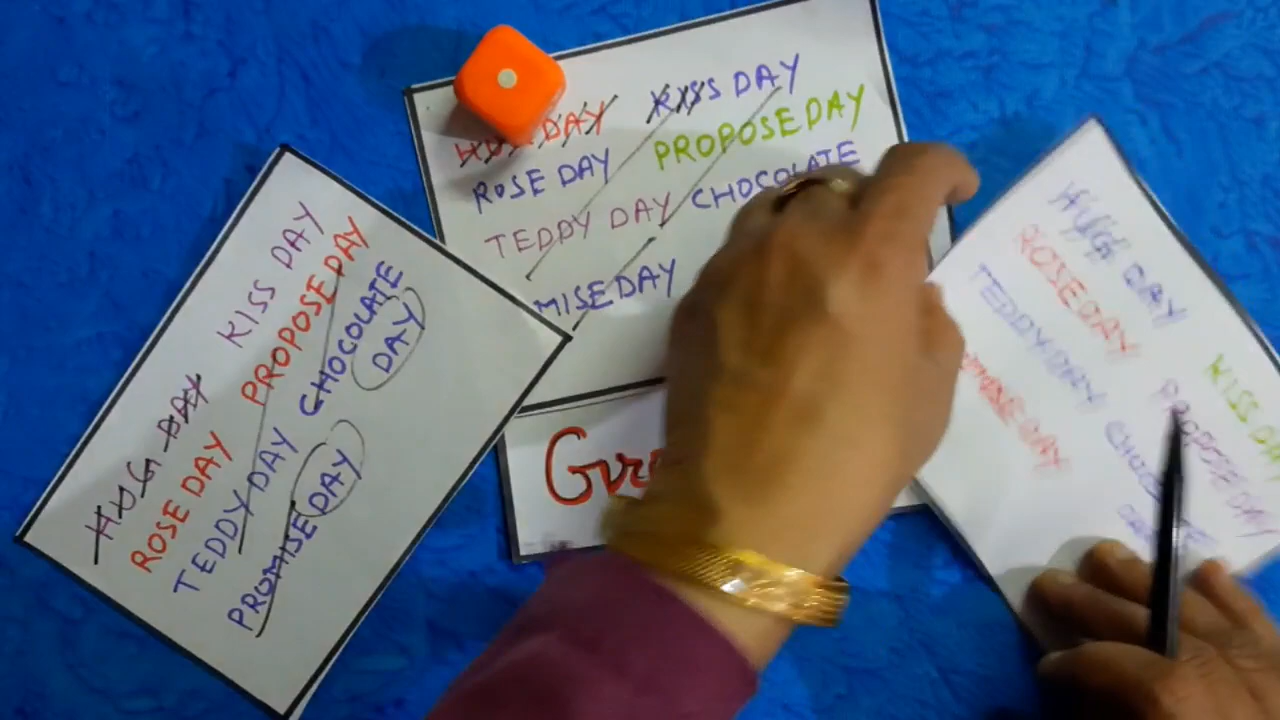 HUG DAY KISS DAY
ROSE DAY PROPOSE DAY
TEDDY DAY CHOCOLATE DAY
PROMISE DAY
DAY KISS DAY
ROSE DAY PROPOSE DAY
TEDDY DAY CHOCOLATE
MISE DAY
HUG DAY KISS DA
ROSE DAY PROPOSE DAY
TEDDY DAY
DAY